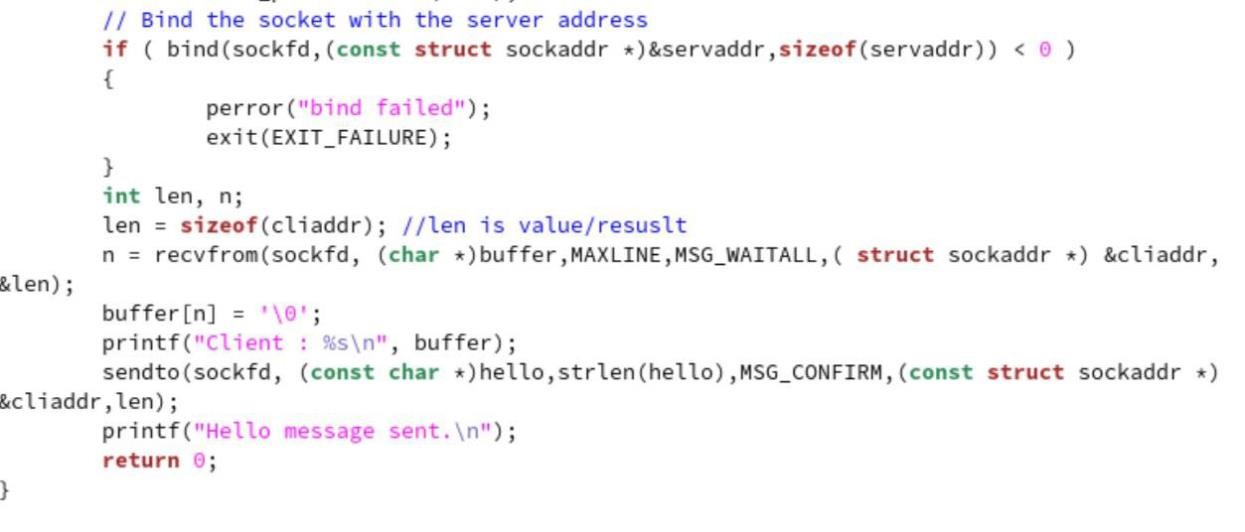 // Bind the socket with the server address
if ( bind(sockfd,(const struct sockaddr *)&servaddr,sizeof(servaddr)) < 0 )
{
perror("bind failed");
exit(EXIT_FAILURE);
}
int len, n;
len = sizeof(cliaddr); //len is value/resuslt
n = recvfrom(sockfd, (char *)buffer,MAXLINE,MSG_WAITALL,( struct sockaddr *) &cliaddr,
&len);
buffer[n] = '\0';
printf("Client : %s\n", buffer);
sendto(sockfd, (const char *)hello,strlen(hello),MSG_CONFIRM,(const struct sockaddr *)
&cliaddr,len);
printf("Hello message sent.\n");
return 0;
}